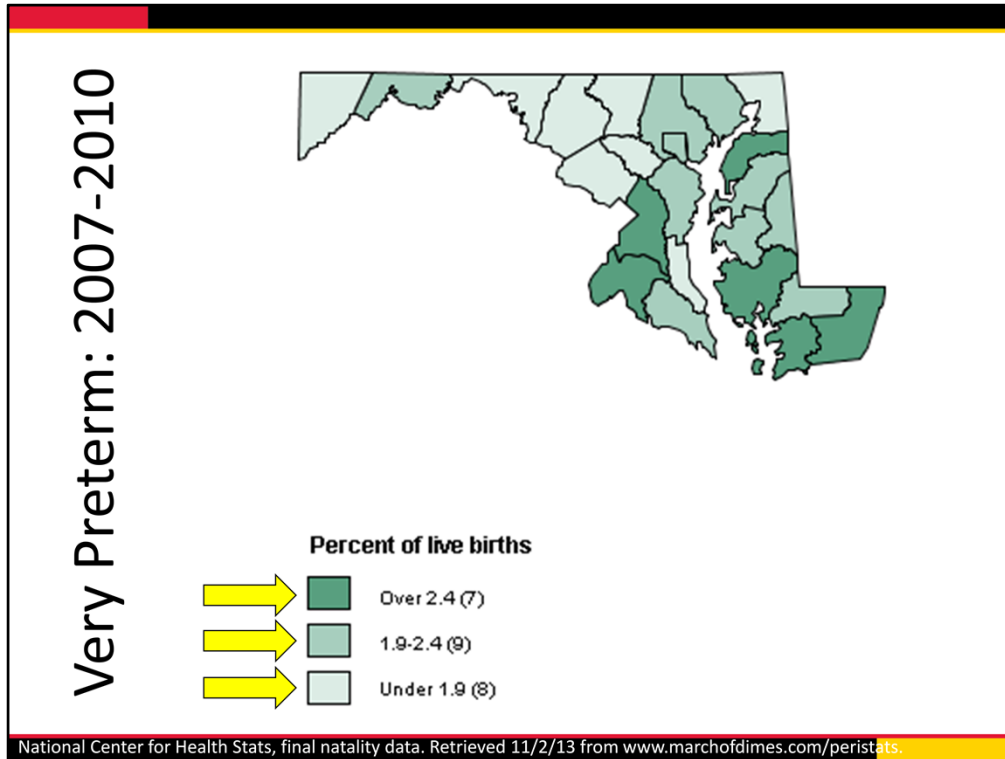 Very Preterm: 2007-2010
Percent of live births
Over 2.4 (7)
1.9-2.4 (9)
Under 1.9 (8)
National Center for Health Stats, final natality data. Retrieved 11/2/13 from www.marchofdimes.com/peristats.